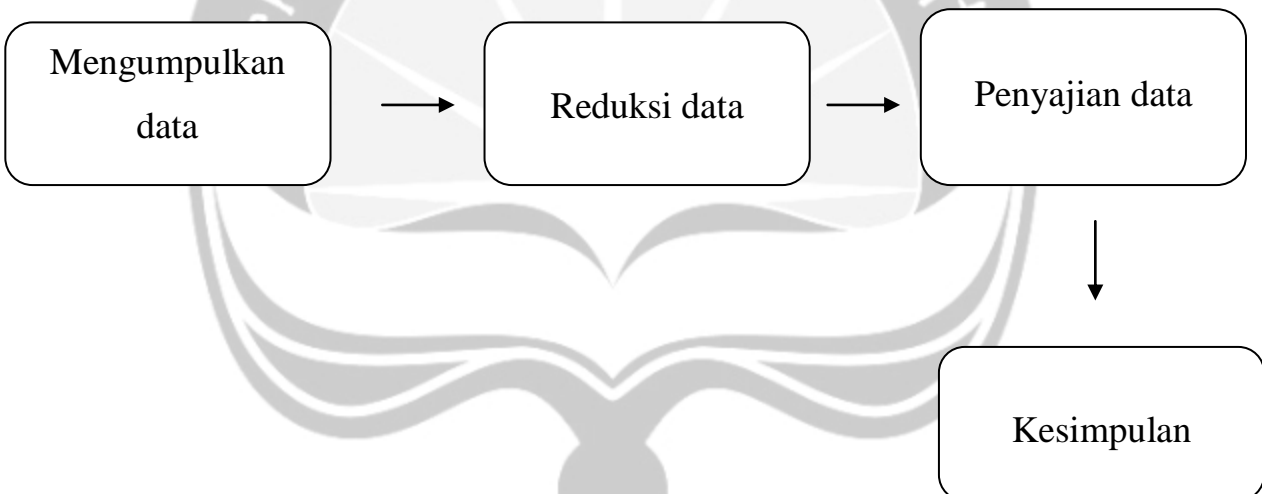 Mengumpulkan
data
Reduksi data
Penyajian data
Kesimpulan